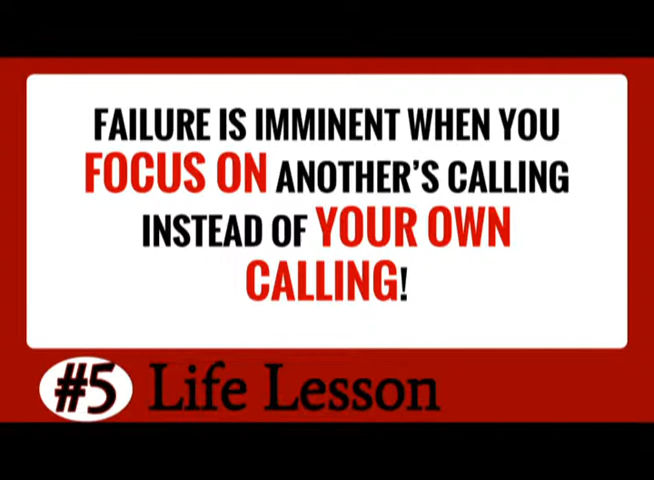 FAILURE IS IMMINENT WHEN YOU
FOCUS ON ANOTHER'S CALLING
INSTEAD OF YOUR OWN
CALLING!
#5 Life Lesson